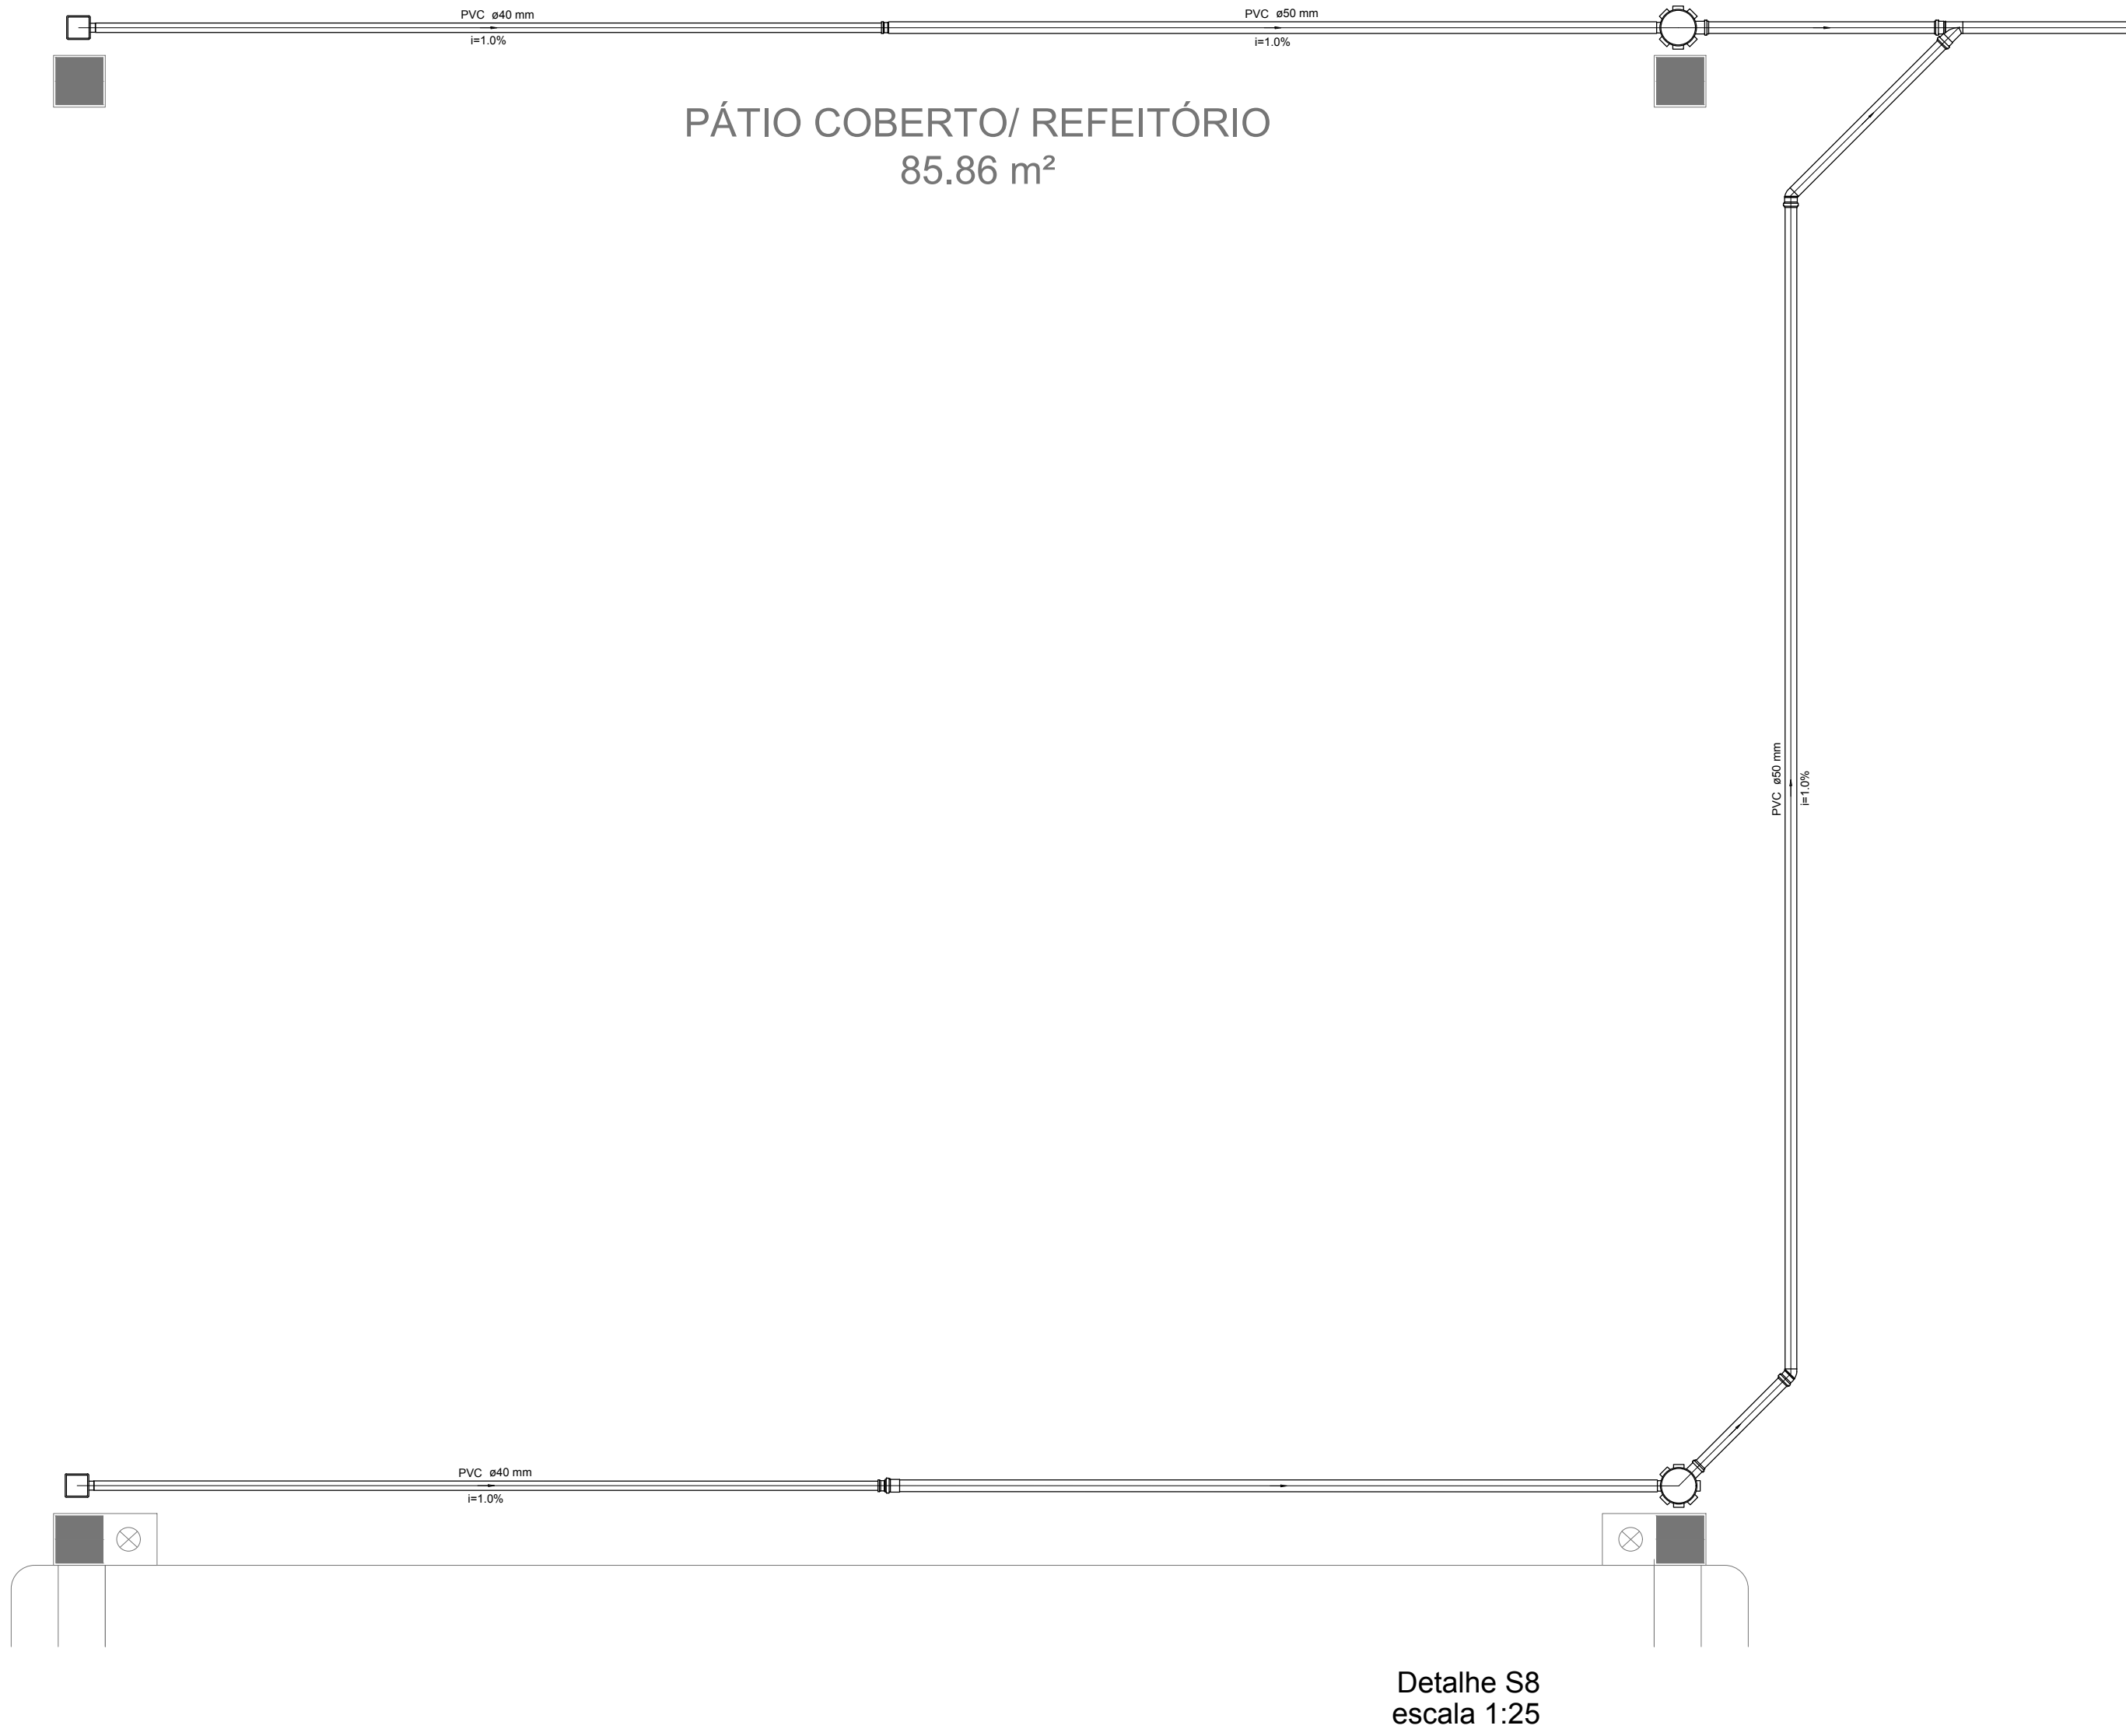 PVC ø40 mm
i=1.0%
PVC ø50 mm
i=1.0%
PÁTIO COBERTO/ REFEITÓRIO
85.86 m²
PVC ø50 mm
i=1.0%
PVC ø40 mm
i=1.0%
Detalhe S8
escala 1:25